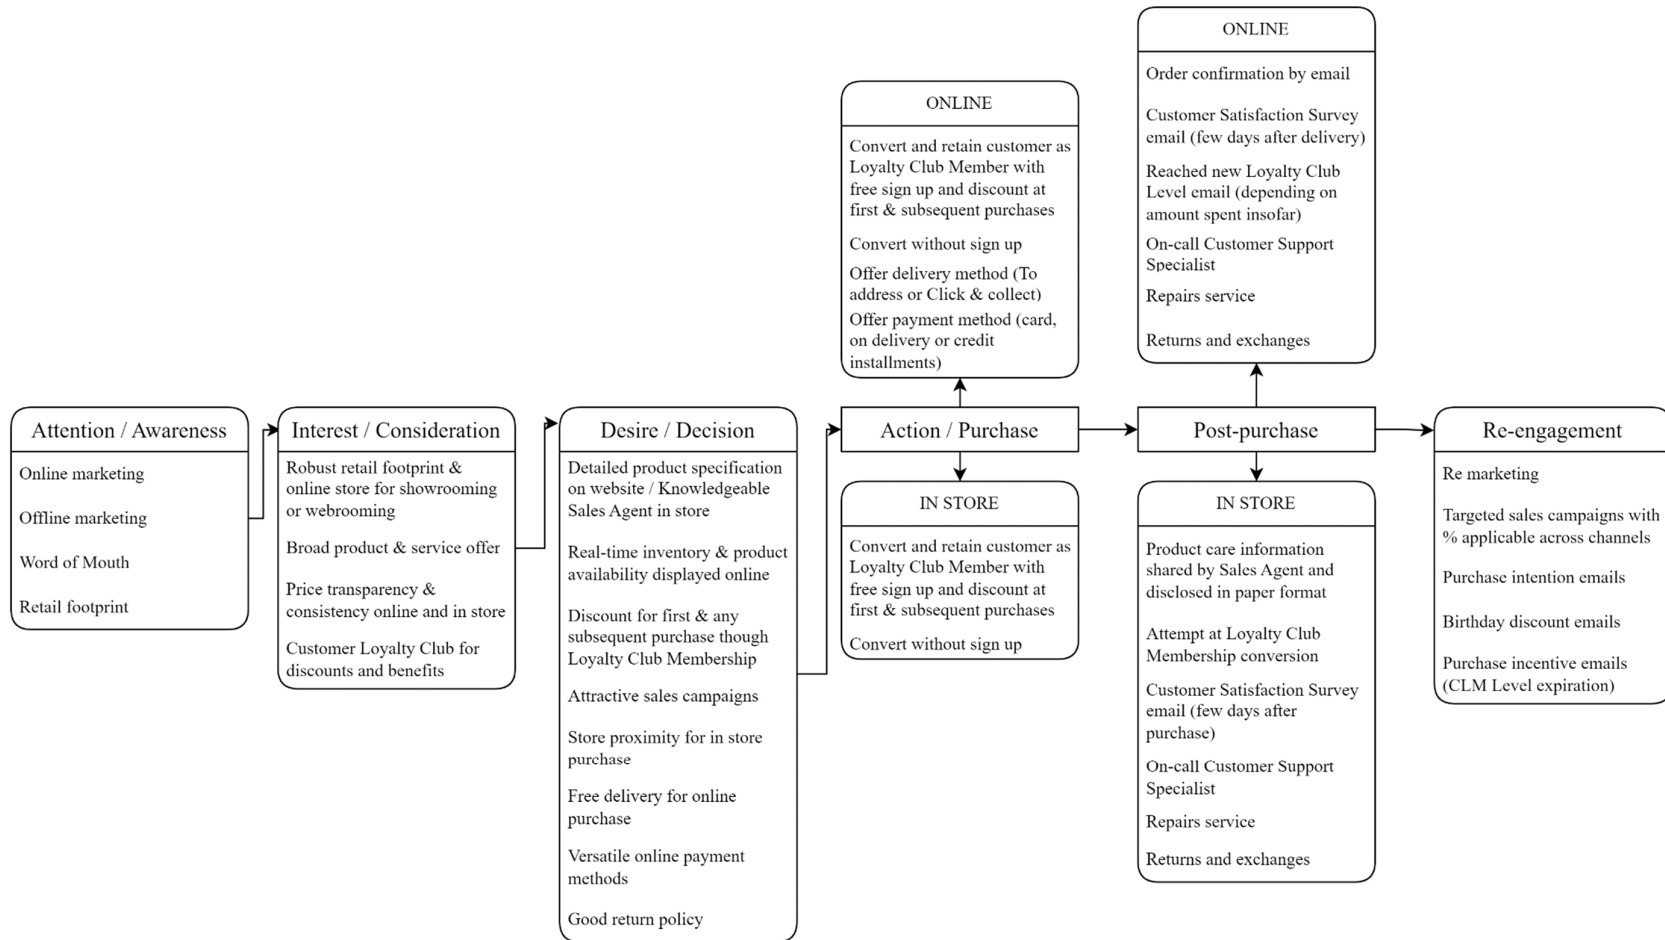 Attention / Awareness
Online marketing
Offline marketing
Word of Mouth
Retail footprint
Interest / Consideration
Robust retail footprint &
online store for showrooming
or webrooming
Broad product & service offer
Price transparency &
consistency online and in store
Customer Loyalty Club for
discounts and benefits
Desire / Decision
Detailed product specification
on website / Knowledgeable
Sales Agent in store
Real-time inventory & product
availability displayed online
Discount for first & any
subsequent purchase though
Loyalty Club Membership
Attractive sales campaigns
Store proximity for in store
purchase
Free delivery for online
purchase
Versatile online payment
methods
Good return policy
ONLINE
Convert and retain customer as
Loyalty Club Member with
free sign up and discount at
first & subsequent purchases
Convert without sign up
Offer delivery method (To
address or Click & collect)
Offer payment method (card,
on delivery or credit
installments)
Action / Purchase
IN STORE
Convert and retain customer as
Loyalty Club Member with
free sign up and discount at
first & subsequent purchases
Convert without sign up
ONLINE
Order confirmation by email
Customer Satisfaction Survey
email (few days after delivery)
Reached new Loyalty Club
Level email (depending on
amount spent insofar)
On-call Customer Support
Specialist
Repairs service
Returns and exchanges
Post-purchase
IN STORE
Product care information
shared by Sales Agent and
disclosed in paper format
Attempt at Loyalty Club
Membership conversion
Customer Satisfaction Survey
email (few days after
purchase)
On-call Customer Support
Specialist
Repairs service
Returns and exchanges
Re-engagement
Re marketing
Targeted sales campaigns with
% applicable across channels
Purchase intention emails
Birthday discount emails
Purchase incentive emails
(CLM Level expiration)